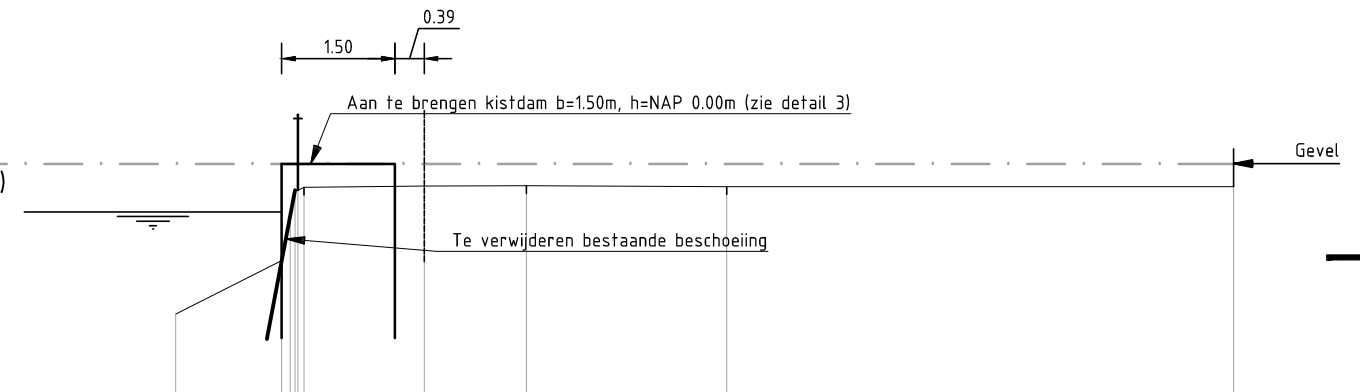 0.39
1.50
Aan te brengen kistdam b=1.50m, h=NAP 0.00m (zie detail 3)
Gevel
)
Te verwijderen bestaande beschoeiing